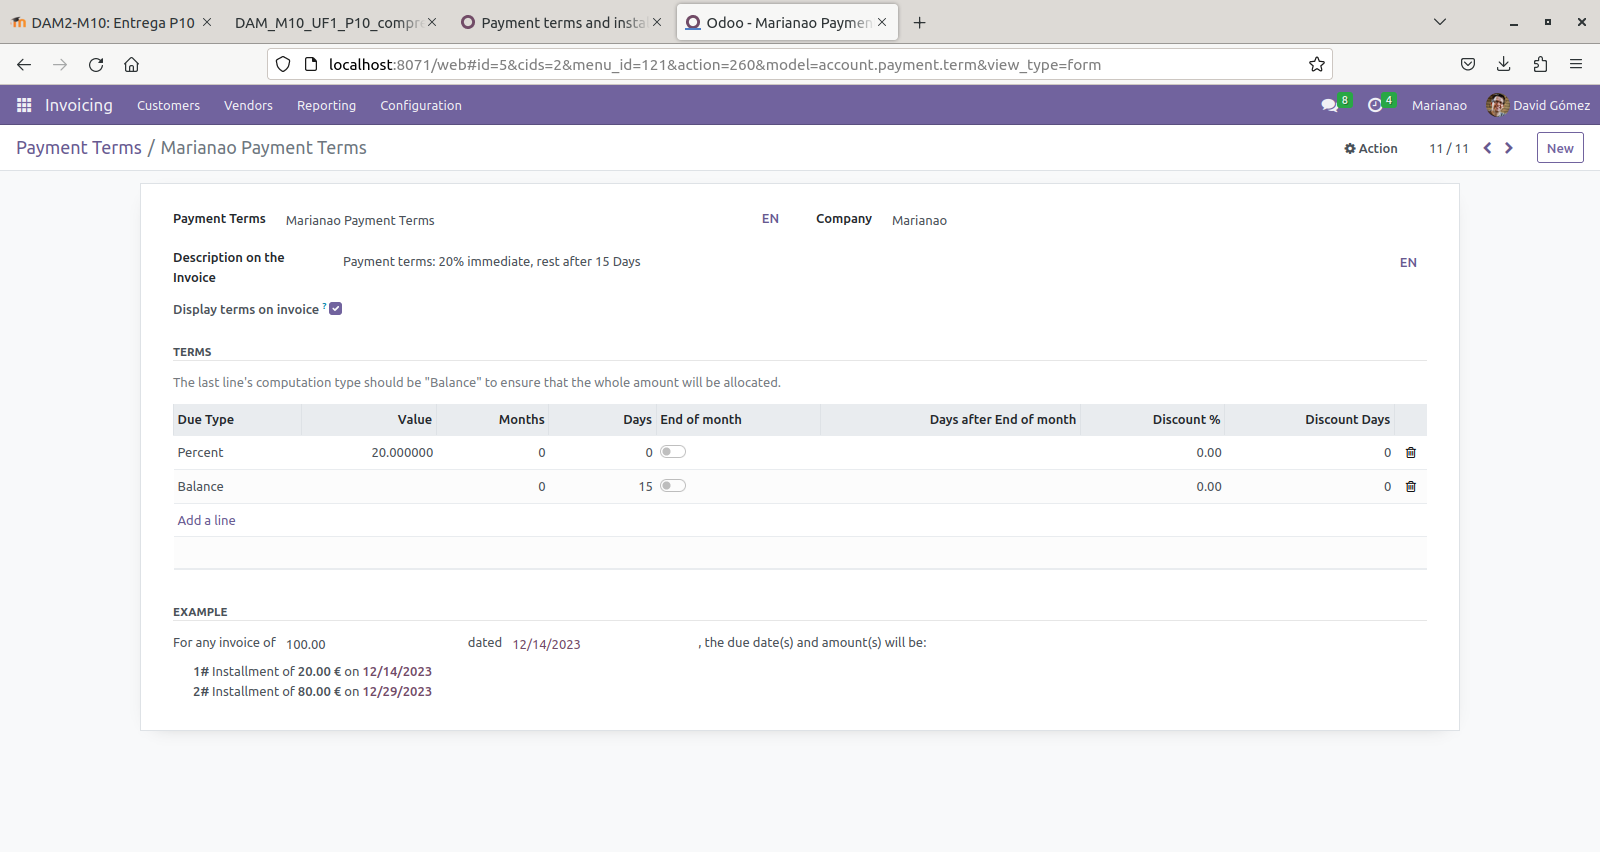 DAM2-M10: Entrega P10
DAM_M10_UF1_P10_compr
Payment terms and insta
Odoo - Marianao Paymen
localhost:8071/web#id=5&cids=2&menu_id=121&action=260&model=account.payment.term&view_type=form
Invoicing Customers Vendors Reporting Configuration 8 4 Marianao David Gómez
Payment Terms / Marianao Payment Terms Action 11 / 11 New
Payment Terms Marianao Payment Terms EN Company Marianao
Description on the Invoice
Payment terms: 20% immediate, rest after 15 Days EN
Display terms on invoice ?
TERMS
The last line's computation type should be "Balance" to ensure that the whole amount will be allocated.
Due Type Value Months Days End of month Days after End of month Discount % Discount Days
Percent 20.000000 0 0 0.00 0
Balance 0 15 0.00 0
Add a line
EXAMPLE
For any invoice of 100.00 dated 12/14/2023 , the due date(s) and amount(s) will be:
1# Installment of 20.00 € on 12/14/2023
2# Installment of 80.00 € on 12/29/2023